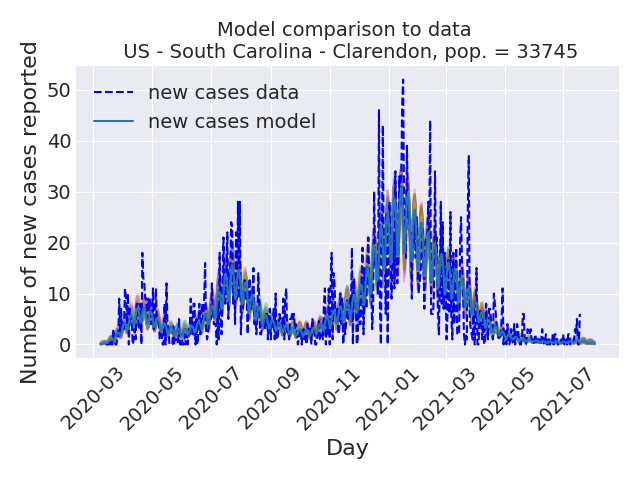 Model comparison to data
US - South Carolina - Clarendon, pop. = 33745
Number of new cases reported
50
40
30
20
10
0
new cases data
new cases model
2020-03
2020-05
2020-07
2020-09
2020-11
2021-01
2021-03
2021-05
2021-07
Day